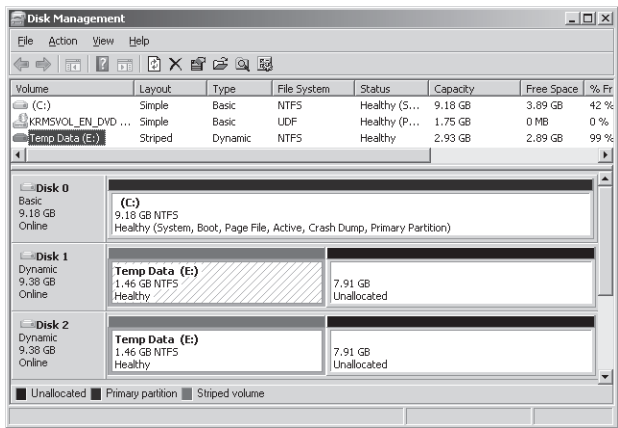 Disk Management
File Action View Help
Volume Layout Type File System Status Capacity Free Space % Fr
(C:) Simple Basic NTFS Healthy (S... 9.18 GB 3.89 GB 42 %
KRMSVOL_EN_DVD ... Simple Basic UDF Healthy (P... 1.75 GB 0 MB 0 %
Temp Data (E:) Striped Dynamic NTFS Healthy 2.93 GB 2.89 GB 99 %
Disk 0
Basic
9.18 GB
Online
(C:)
9.18 GB NTFS
Healthy (System, Boot, Page File, Active, Crash Dump, Primary Partition)
Disk 1
Dynamic
9.38 GB
Online
Temp Data (E:)
1.46 GB NTFS
Healthy
7.91 GB
Unallocated
Disk 2
Dynamic
9.38 GB
Online
Temp Data (E:)
1.46 GB NTFS
Healthy
7.91 GB
Unallocated
Unallocated Primary partition Striped volume